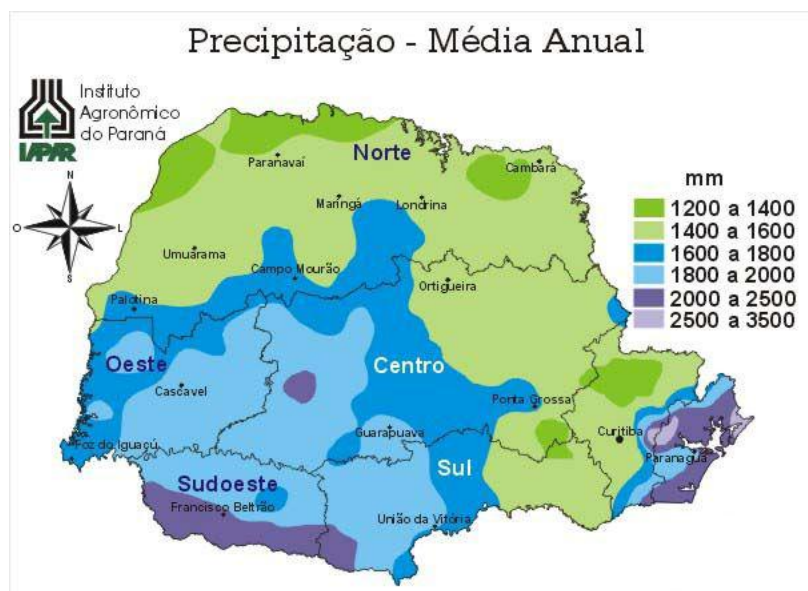 Precipitação - Média Anual
Instituto
Agronômico
do Paraná
IAPAR
N
O
L
S
Norte
Paranavaí
Cambará
Maringá
Londrina
Umuarama
Campo Mourão
Ortigueira
Palotina
Oeste
Centro
Cascavel
Ponta Grossa
Guarapuava
Curitiba
Foz do Iguaçú
Paranaguá
Sul
Sudoeste
Francisco Beltrão
União da Vitória
mm
1200 a 1400
1400 a 1600
1600 a 1800
1800 a 2000
2000 a 2500
2500 a 3500